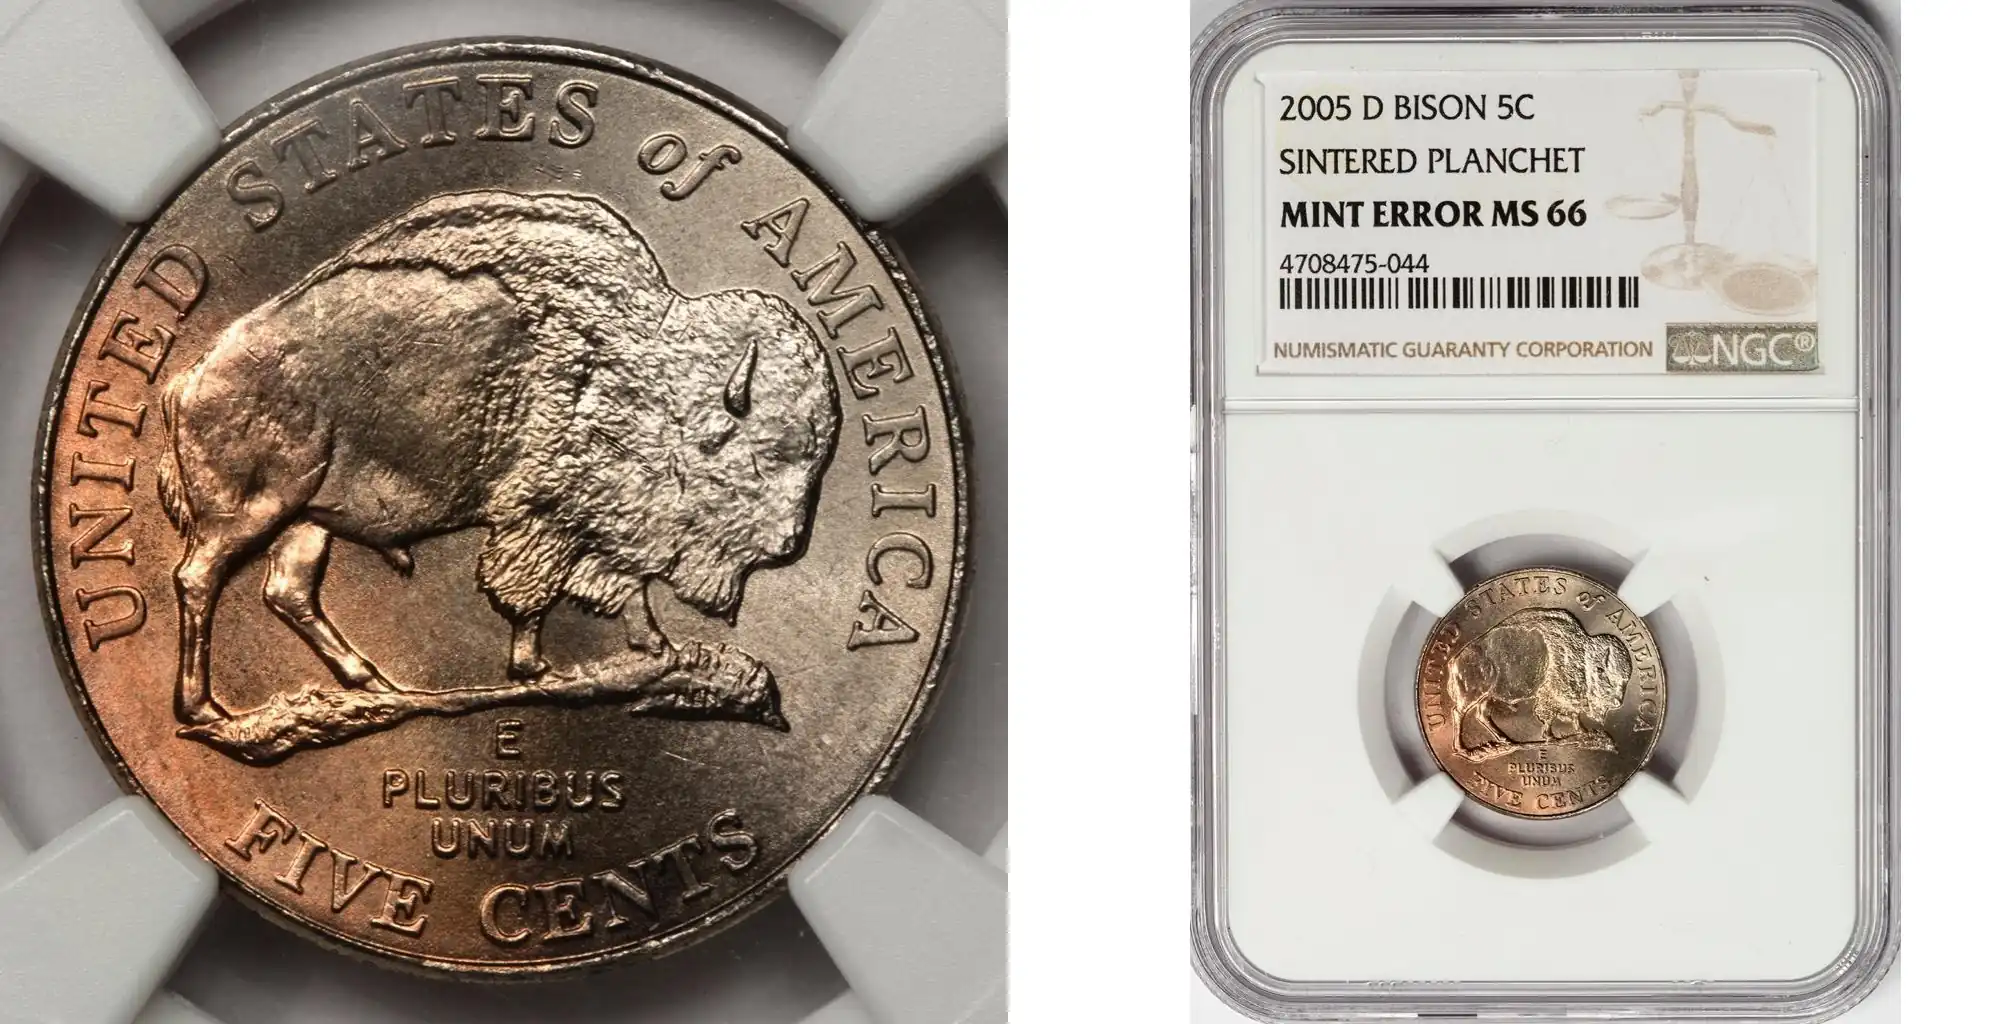 UNITED STATES of AMERICA
E
PLURIBUS
UNUM
FIVE CENTS
2005 D BISON 5C
SINTERED PLANCHET
MINT ERROR MS 66
4708475-044
NUMISMATIC GUARANTY CORPORATION NGC®
UNITED STATES of AMERICA
E
PLURIBUS
UNUM
FIVE CENTS